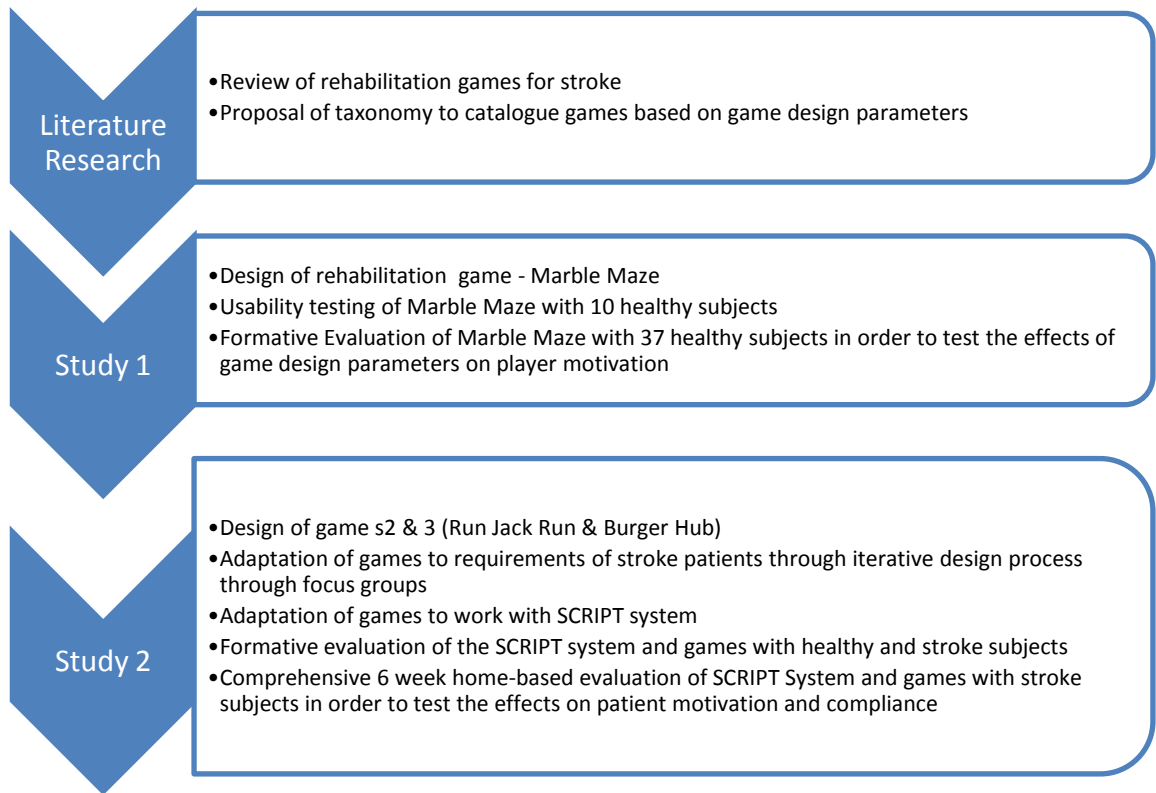 Literature
Research
•Review of rehabilitation games for stroke
•Proposal of taxonomy to catalogue games based on game design parameters
Study 1
•Design of rehabilitation  game - Marble Maze
•Usability testing of Marble Maze with 10 healthy subjects
•Formative Evaluation of Marble Maze with 37 healthy subjects in order to test the effects of
game design parameters on player motivation
Study 2
•Design of game s2 & 3 (Run Jack Run & Burger Hub)
•Adaptation of games to requirements of stroke patients through iterative design process
through focus groups
•Adaptation of games to work with SCRIPT system
•Formative evaluation of the SCRIPT system and games with healthy and stroke subjects
•Comprehensive 6 week home-based evaluation of SCRIPT System and games with stroke
subjects in order to test the effects on patient motivation and compliance